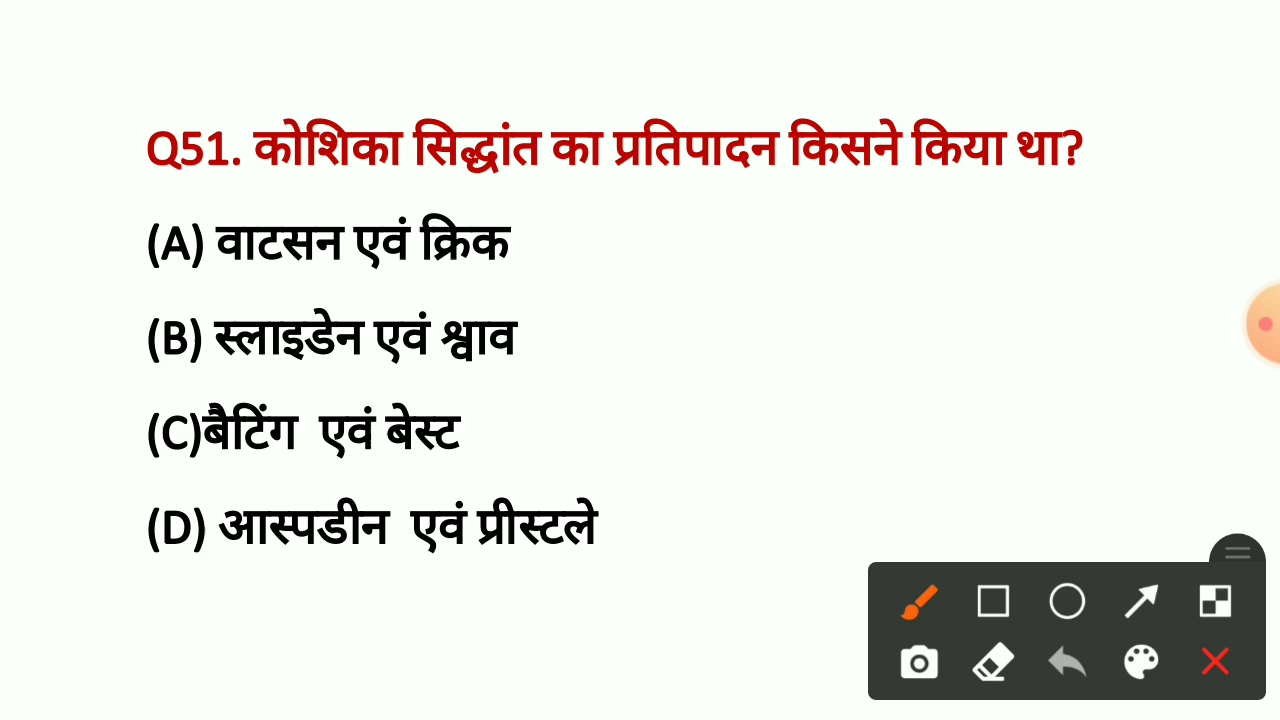 Q51. कोशिका सिद्धांत का प्रतिपादन किसने किया था?
(A) वाटसन एवं क्रिक
(B) स्लाइडेन एवं श्वाव
(C)बैटिंग एवं बेस्ट
(D) आस्पडीन एवं प्रीस्टले